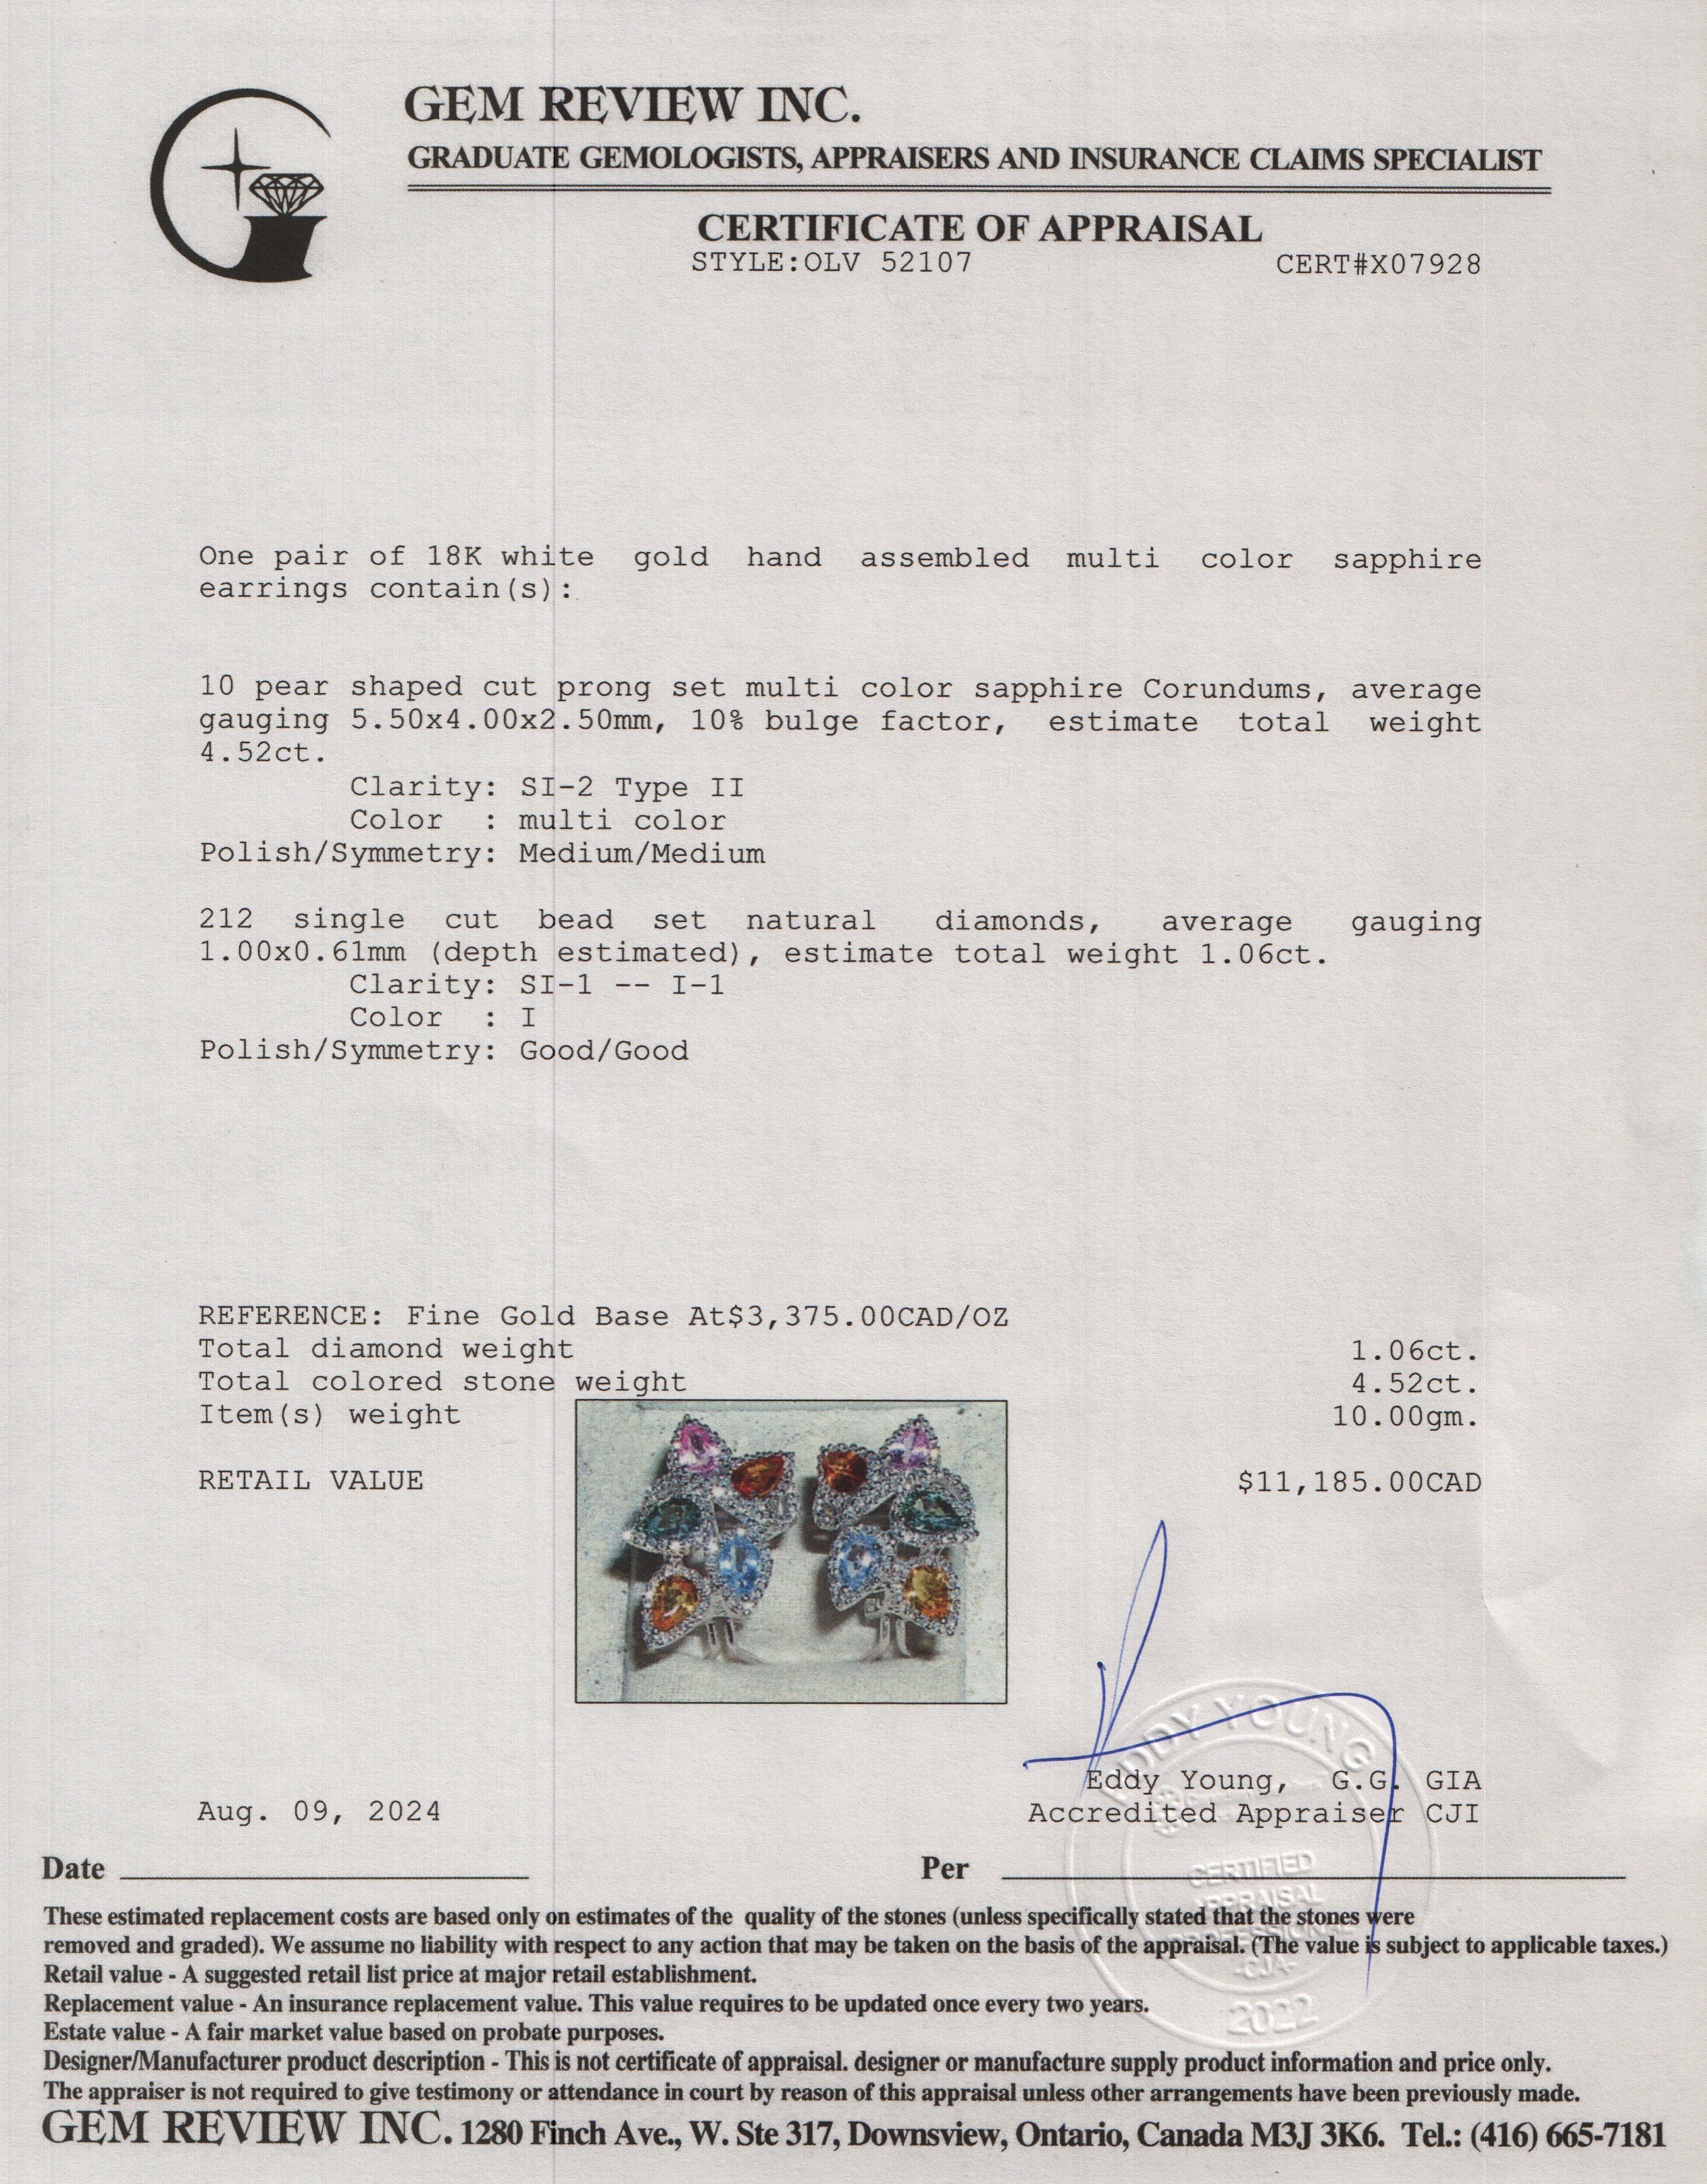 GEM REVIEW INC.
GRADUATE GEMOLOGISTS, APPRAISERS AND INSURANCE CLAIMS SPECIALIST
CERTIFICATE OF APPRAISAL
STYLE:OLV 52107 CERT#X07928
One pair of 18K white gold hand assembled multi color sapphire
earrings contain(s):
10 pear shaped cut prong set multi color sapphire Corundums, average
gauging 5.50x4.00x2.50mm, 10% bulge factor, estimate total weight
4.52ct.
Clarity: SI-2 Type II
Color : multi color
Polish/Symmetry: Medium/Medium
212 single cut bead set natural diamonds, average gauging
1.00x0.61mm (depth estimated), estimate total weight 1.06ct.
Clarity: SI-1 -- I-1
Color : I
Polish/Symmetry: Good/Good
REFERENCE: Fine Gold Base At$3,375.00CAD/OZ
Total diamond weight 1.06ct.
Total colored stone weight 4.52ct.
Item(s) weight 10.00gm.
RETAIL VALUE $11,185.00CAD
EDDY YOUNG
Eddy Young, G.G. GIA
Aug. 09, 2024 Accredited Appraiser CJI
CERTIFIED
APPRAISAL
PROFESSIONAL
-CJA-
2022
Date Per
These estimated replacement costs are based only on estimates of the quality of the stones (unless specifically stated that the stones were
removed and graded). We assume no liability with respect to any action that may be taken on the basis of the appraisal. (The value is subject to applicable taxes.)
Retail value - A suggested retail list price at major retail establishment.
Replacement value - An insurance replacement value. This value requires to be updated once every two years.
Estate value - A fair market value based on probate purposes.
Designer/Manufacturer product description - This is not certificate of appraisal. designer or manufacture supply product information and price only.
The appraiser is not required to give testimony or attendance in court by reason of this appraisal unless other arrangements have been previously made.
GEM REVIEW INC. 1280 Finch Ave., W. Ste 317, Downsview, Ontario, Canada M3J 3K6. Tel.: (416) 665-7181